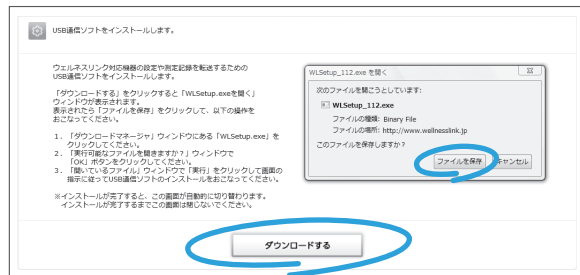 USB通信ソフトをインストールします。
ウェルネスリンク対応機器の設定や測定記録を転送するための
USB通信ソフトをインストールします。
「ダウンロードする」をクリックすると「WLSetup.exeを開く」
ウィンドウが表示されます。
表示されたら「ファイルを保存」をクリックして、以下の操作を
おこなってください。
1. 「ダウンロードマネージャ」ウィンドウにある「WLSetup.exe」を
クリックしてください。
2. 「実行可能なファイルを開きますか?」ウィンドウで
「OK」ボタンをクリックしてください。
3. 「開いているファイル」ウィンドウで「実行」をクリックして画面の
指示に従ってUSB通信ソフトのインストールをおこなってください。
※インストールが完了すると、この画面が自動的に切り替わります。
インストールが完了するまでこの画面は閉じないでください。
WLSetup_112.exe を開く
次のファイルを開こうとしています:
WLSetup_112.exe
ファイルの種類: Binary File
ファイルの場所: http://www.wellnesslink.jp
このファイルを保存しますか?
ファイルを保存
キャンセル
ダウンロードする